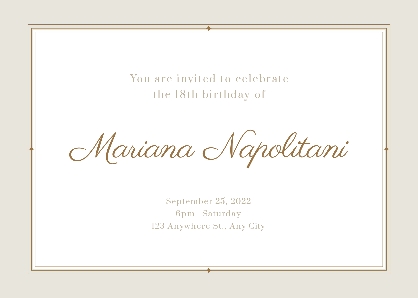 You are invited to celebrate
the 18th birthday of
Mariana Napolitani
September 25, 2022
6pm - Saturday
123 Anywhere St., Any City